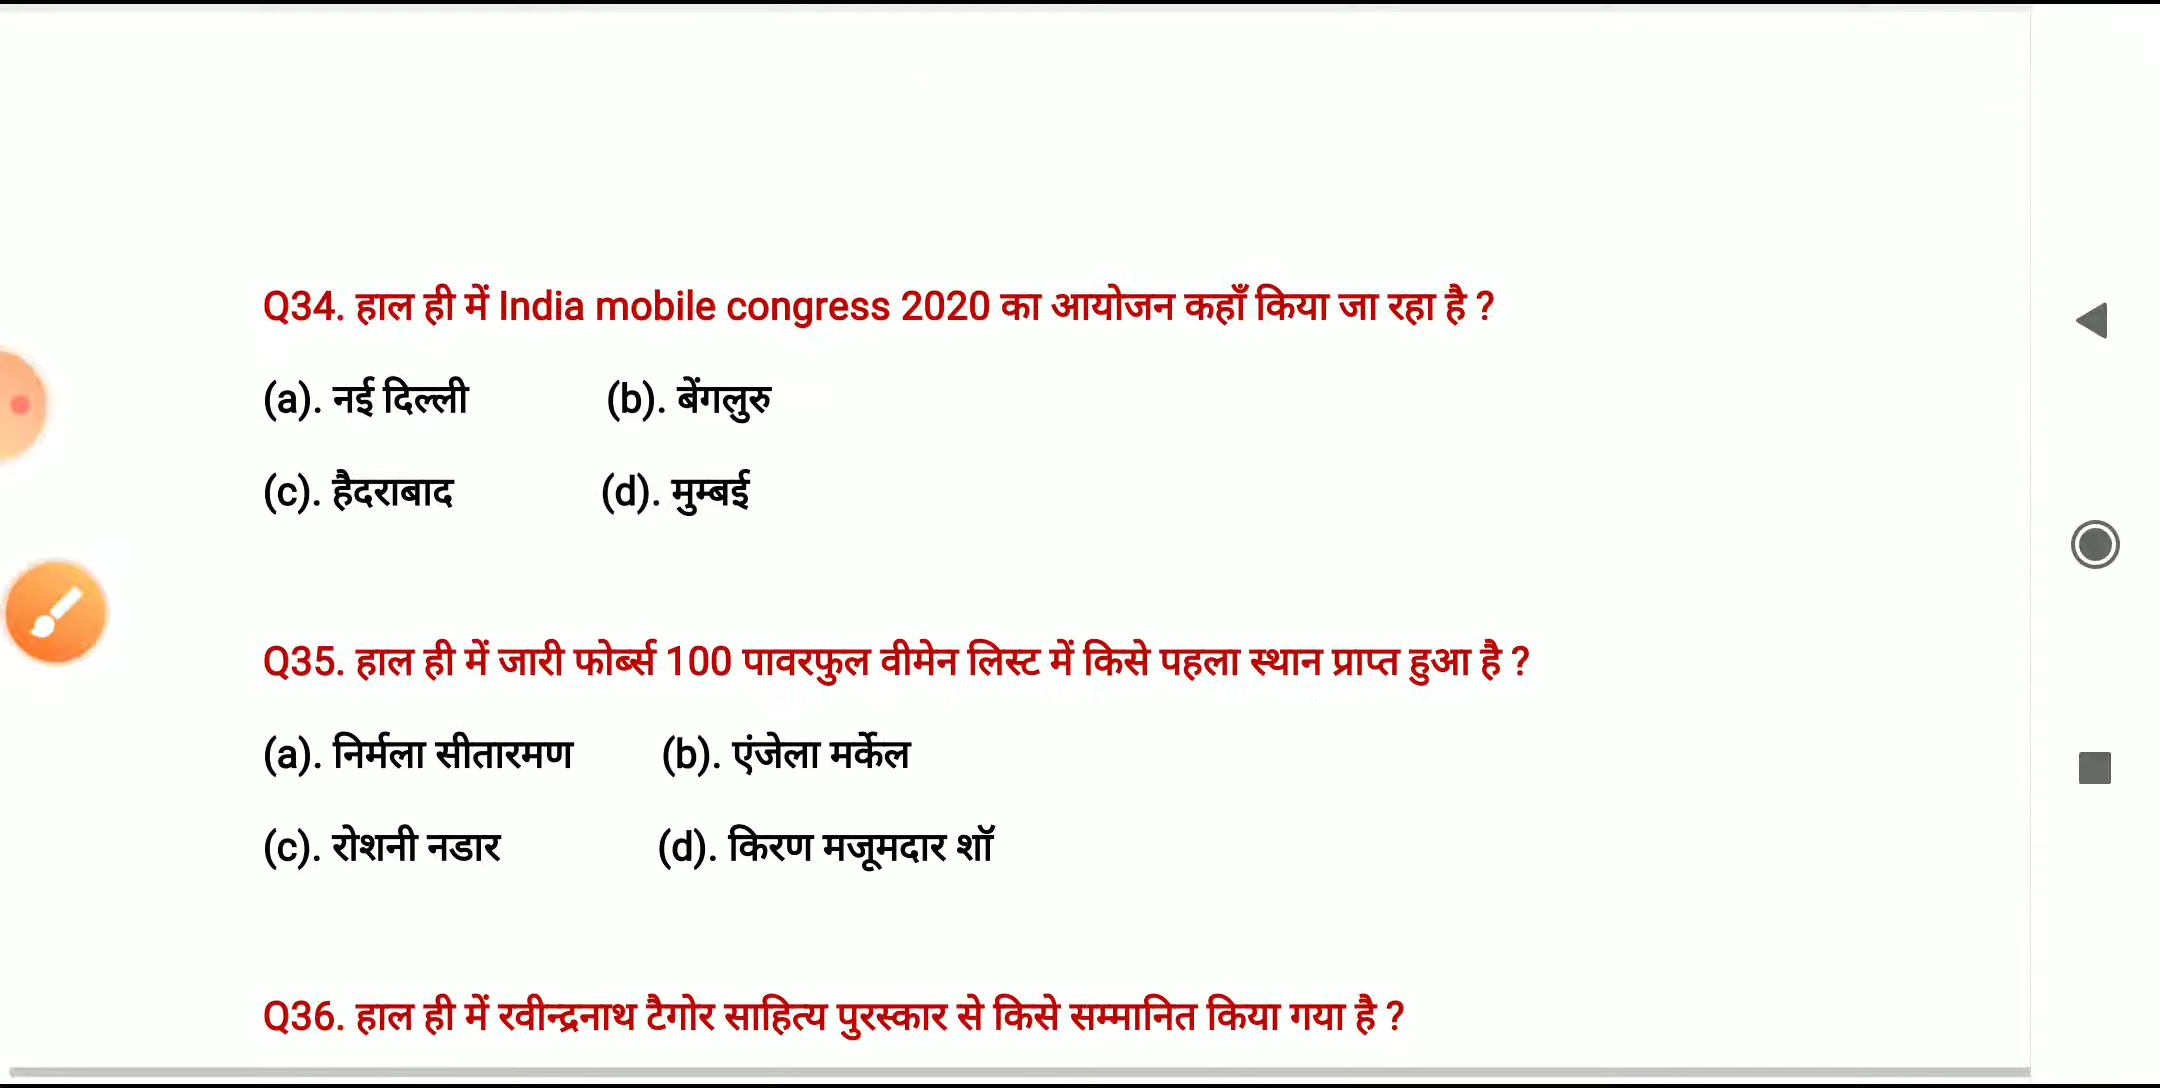 Q34. हाल ही में India mobile congress 2020 का आयोजन कहाँ किया जा रहा है ?
(a). नई दिल्ली (b). बेंगलुरु
(c). हैदराबाद (d). मुम्बई
Q35. हाल ही में जारी फोर्ब्स 100 पावरफुल वीमेन लिस्ट में किसे पहला स्थान प्राप्त हुआ है ?
(a). निर्मला सीतारमण (b). एंजेला मर्केल
(c). रोशनी नडार (d). किरण मजूमदार शॉ
Q36. हाल ही में रवीन्द्रनाथ टैगोर साहित्य पुरस्कार से किसे सम्मानित किया गया है ?